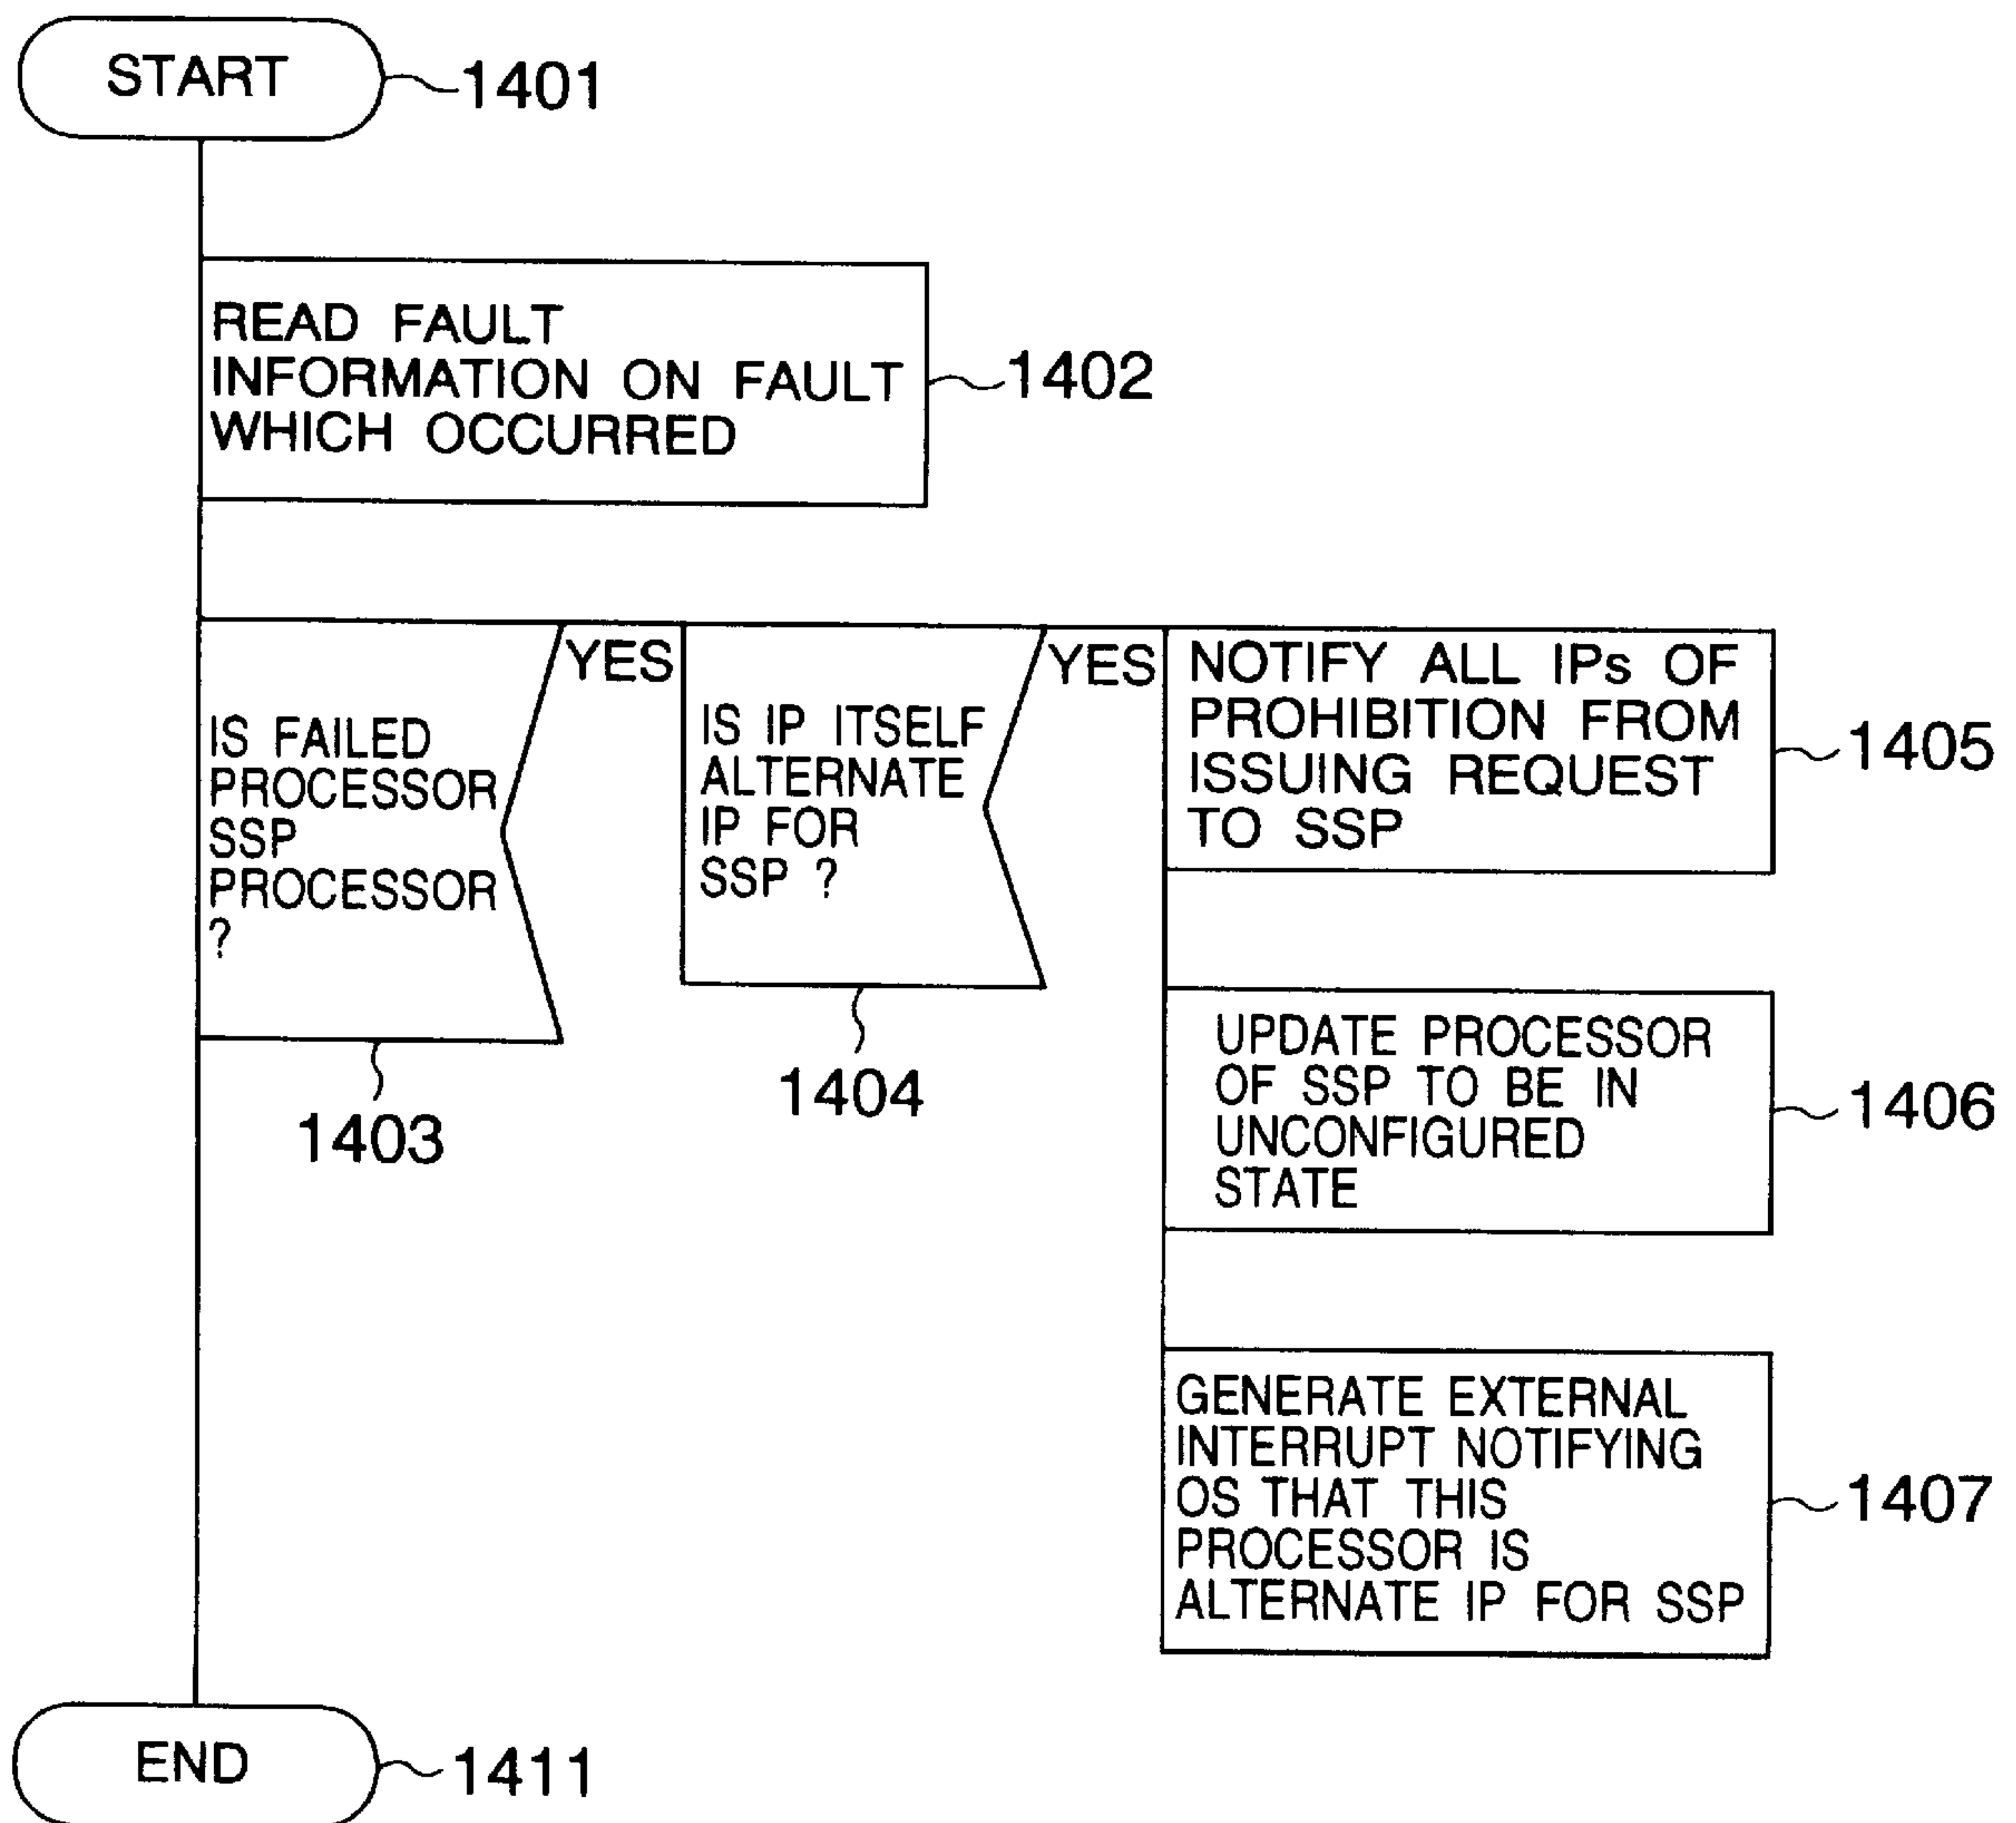 START
1401
READ FAULT
INFORMATION ON FAULT
WHICH OCCURRED
1402
IS FAILED
PROCESSOR
SSP
PROCESSOR
?
1403
YES
IS IP ITSELF
ALTERNATE
IP FOR
SSP ?
1404
YES
NOTIFY ALL IPs OF
PROHIBITION FROM
ISSUING REQUEST
TO SSP
1405
UPDATE PROCESSOR
OF SSP TO BE IN
UNCONFIGURED
STATE
1406
GENERATE EXTERNAL
INTERRUPT NOTIFYING
OS THAT THIS
PROCESSOR IS
ALTERNATE IP FOR SSP
1407
END
1411